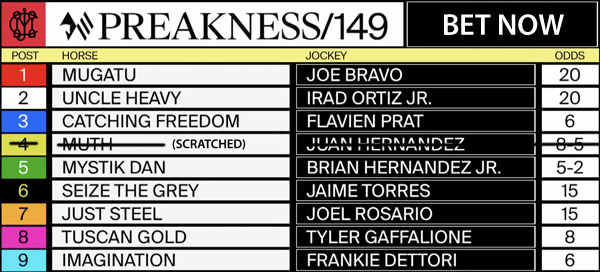 PREAKNESS/149 BET NOW
POST HORSE JOCKEY ODDS
1 MUGATU JOE BRAVO 20
2 UNCLE HEAVY IRAD ORTIZ JR. 20
3 CATCHING FREEDOM FLAVIEN PRAT 6
4 MUTH (SCRATCHED) JUAN HERNANDEZ 8-5
5 MYSTIK DAN BRIAN HERNANDEZ JR. 5-2
6 SEIZE THE GREY JAIME TORRES 15
7 JUST STEEL JOEL ROSARIO 15
8 TUSCAN GOLD TYLER GAFFALIONE 8
9 IMAGINATION FRANKIE DETTORI 6